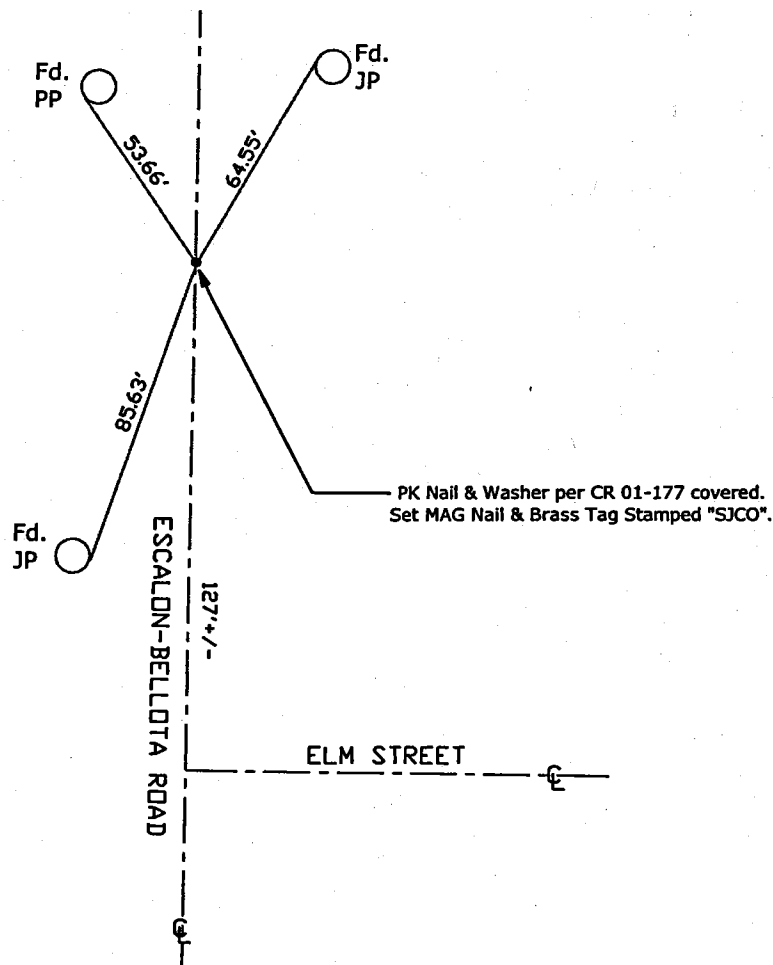 Fd.
PP
Fd.
JP
53.66'
64.55'
85.63'
PK Nail & Washer per CR 01-177 covered.
Set MAG Nail & Brass Tag Stamped "SJCO".
Fd.
JP
ESCALON-BELLOTA ROAD
127'+/-
ELM STREET
℄
℄